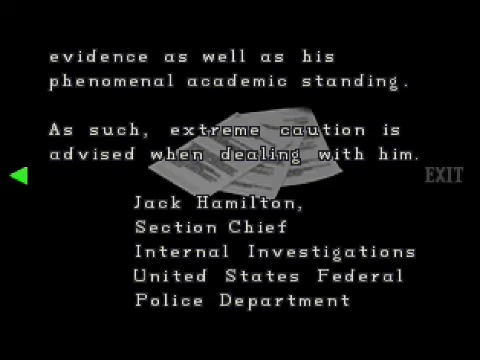 evidence as well as his
phenomenal academic standing.
As such, extreme caution is
advised when dealing with him.
EXIT
Jack Hamilton,
Section Chief
Internal Investigations
United States Federal
Police Department